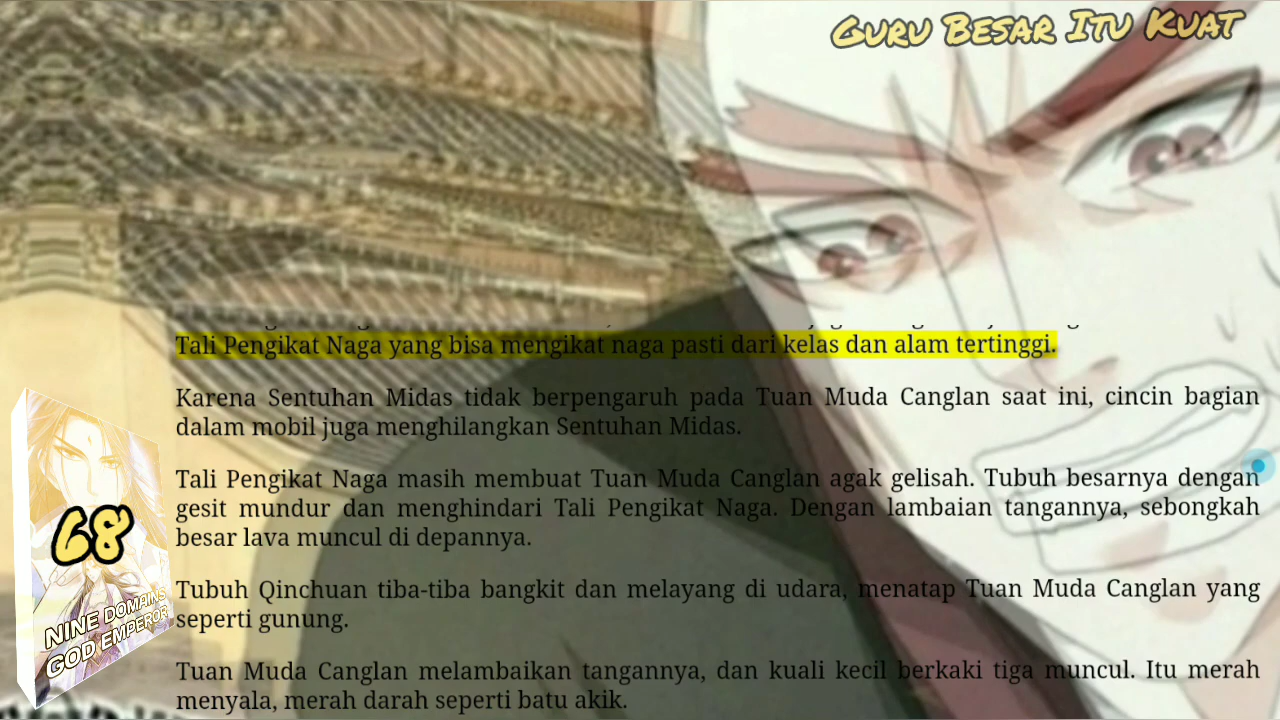 Guru Besar Itu Kuat
Tali Pengikat Naga yang bisa mengikat naga pasti dari kelas dan alam tertinggi.
Karena Sentuhan Midas tidak berpengaruh pada Tuan Muda Canglan saat ini, cincin bagian
dalam mobil juga menghilangkan Sentuhan Midas.
Tali Pengikat Naga masih membuat Tuan Muda Canglan agak gelisah. Tubuh besarnya dengan
gesit mundur dan menghindari Tali Pengikat Naga. Dengan lambaian tangannya, sebongkah
besar lava muncul di depannya.
Tubuh Qinchuan tiba-tiba bangkit dan melayang di udara, menatap Tuan Muda Canglan yang
seperti gunung.
Tuan Muda Canglan melambaikan tangannya, dan kuali kecil berkaki tiga muncul. Itu merah
menyala, merah darah seperti batu akik.
68
NINE DOMAINS
GOD EMPEROR